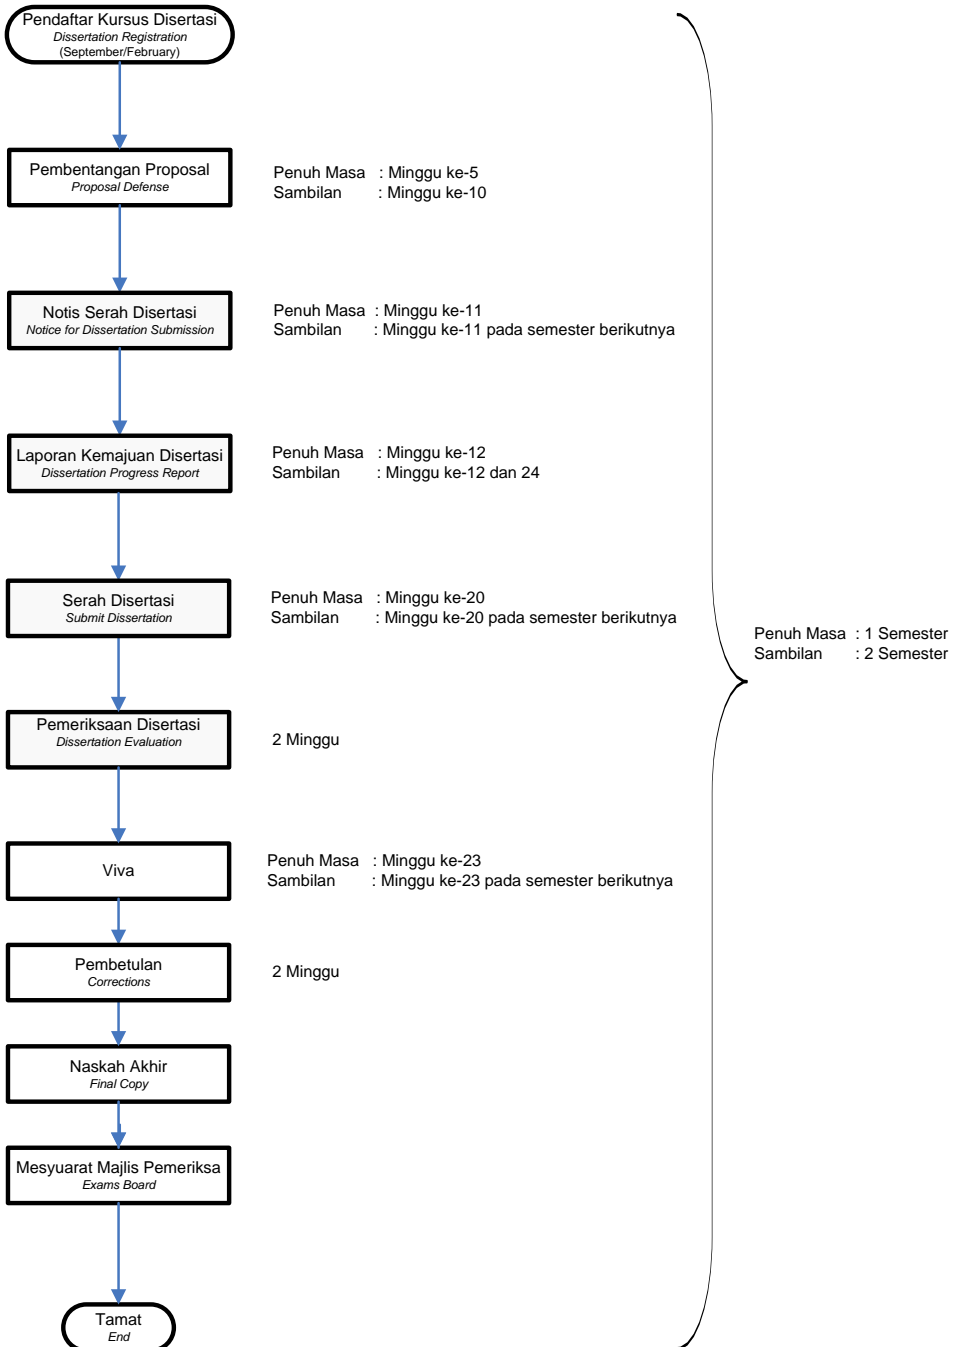 Pendaftar Kursus Disertasi
Dissertation Registration
(September/February)
Pembentangan Proposal
Proposal Defense
Penuh Masa : Minggu ke-5
Sambilan : Minggu ke-10
Notis Serah Disertasi
Notice for Dissertation Submission
Penuh Masa : Minggu ke-11
Sambilan : Minggu ke-11 pada semester berikutnya
Laporan Kemajuan Disertasi
Dissertation Progress Report
Penuh Masa : Minggu ke-12
Sambilan : Minggu ke-12 dan 24
Serah Disertasi
Submit Dissertation
Penuh Masa : Minggu ke-20
Sambilan : Minggu ke-20 pada semester berikutnya
Penuh Masa : 1 Semester
Sambilan : 2 Semester
Pemeriksaan Disertasi
Dissertation Evaluation
2 Minggu
Viva
Penuh Masa : Minggu ke-23
Sambilan : Minggu ke-23 pada semester berikutnya
Pembetulan
Corrections
2 Minggu
Naskah Akhir
Final Copy
Mesyuarat Majlis Pemeriksa
Exams Board
Tamat
End